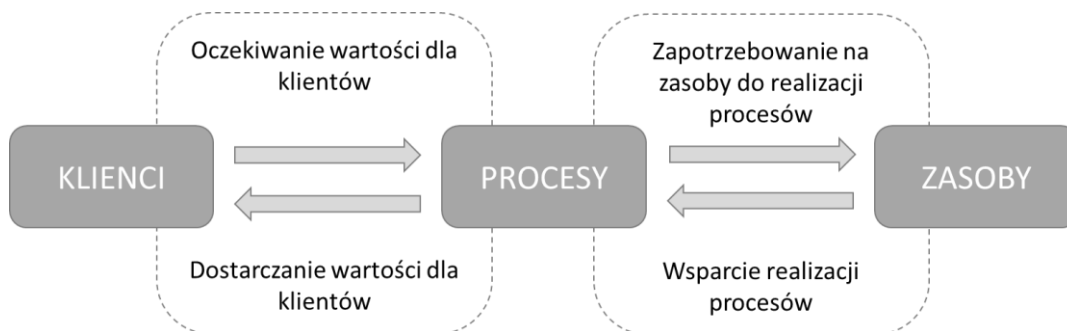 Oczekiwanie wartości dla
klientów
Zapotrzebowanie na
zasoby do realizacji
procesów
KLIENCI
PROCESY
ZASOBY
Dostarczanie wartości dla
klientów
Wsparcie realizacji
procesów